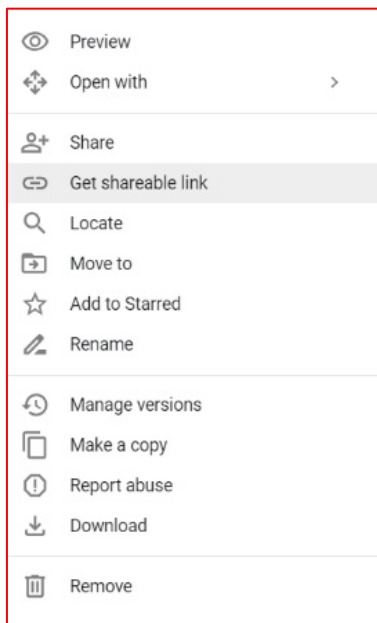 Preview
Open with
Share
Get shareable link
Locate
Move to
Add to Starred
Rename
Manage versions
Make a copy
Report abuse
Download
Remove